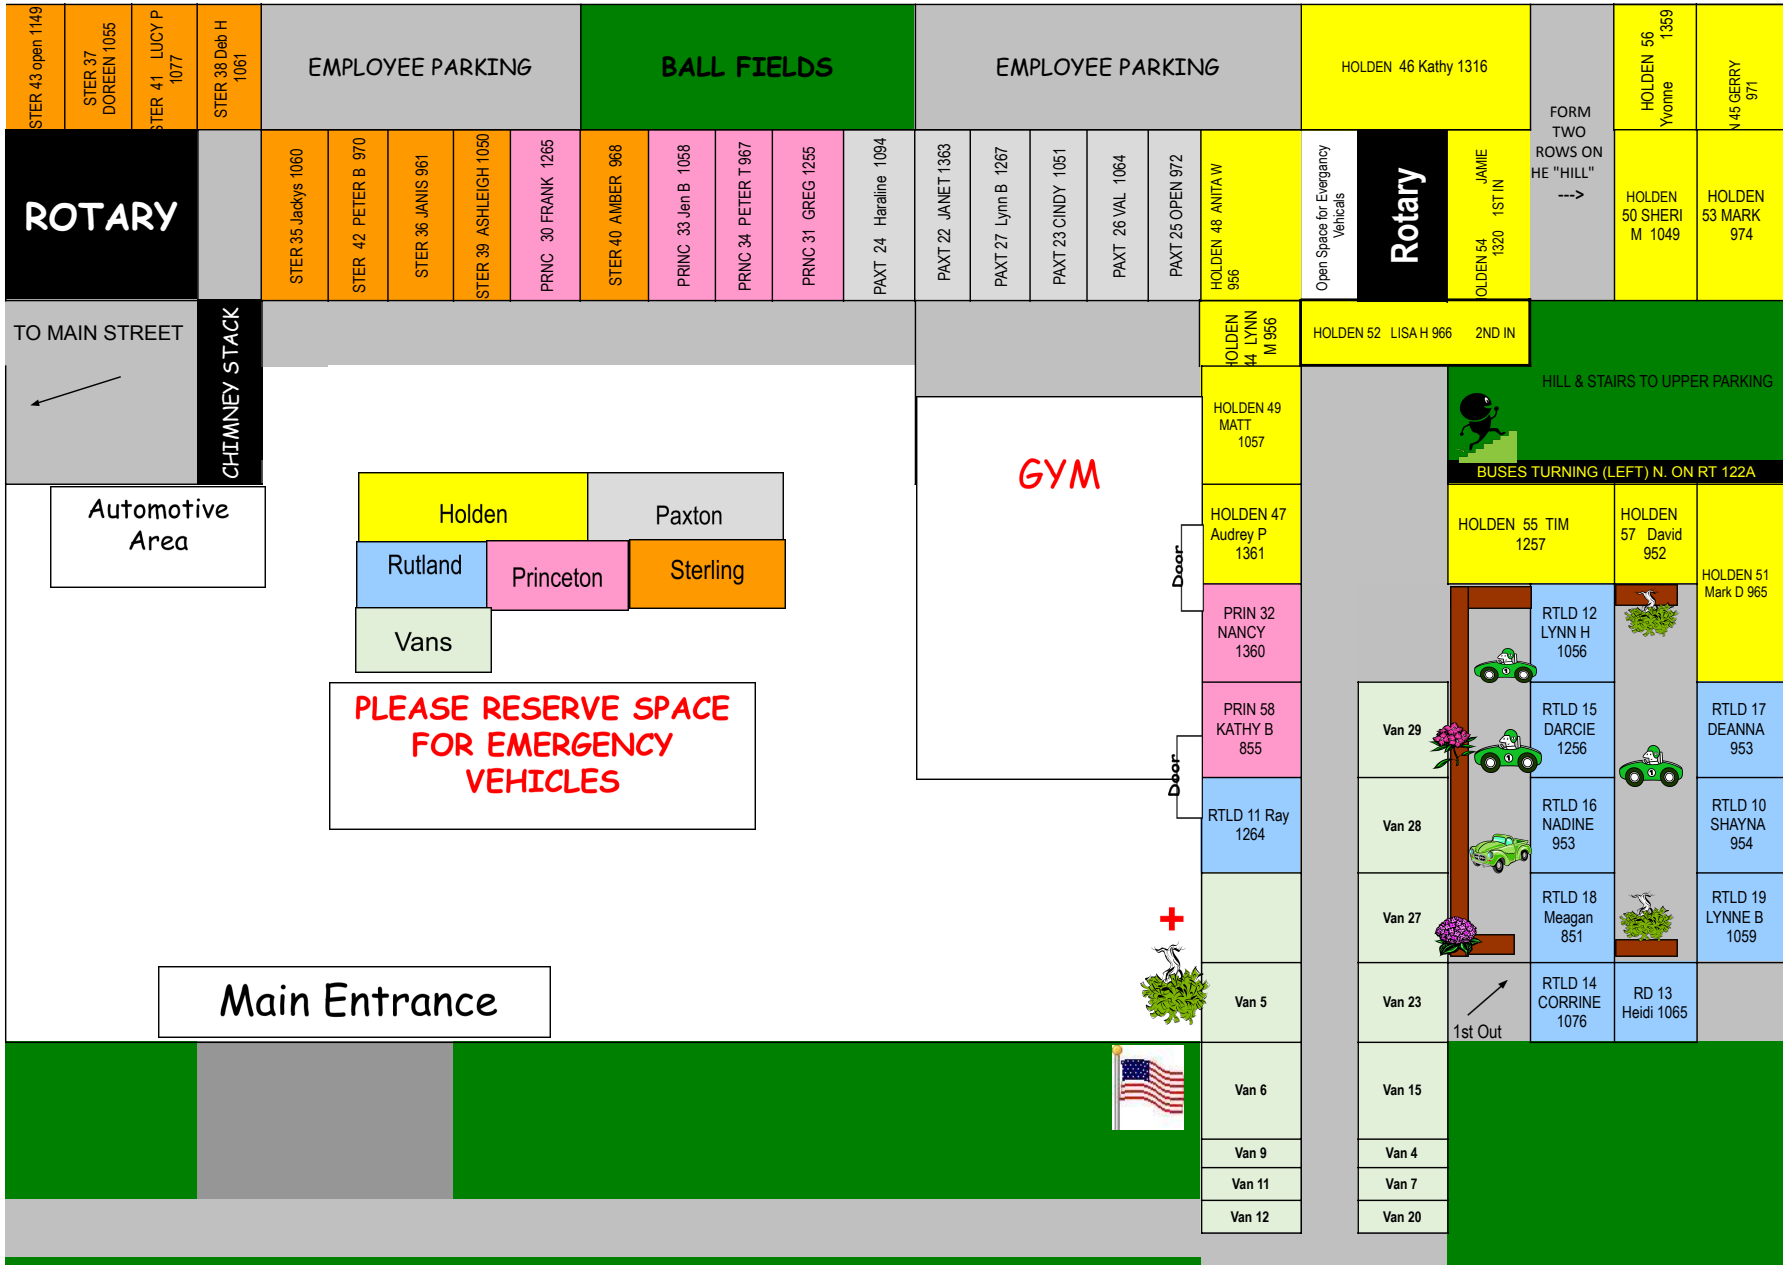 STER 43 open 1149
STER 37
DOREEN 1055
STER 41 LUCY P
1077
STER 38 Deb H
1061
EMPLOYEE PARKING
BALL FIELDS
EMPLOYEE PARKING
HOLDEN 46 Kathy 1316
FORM
TWO
ROWS ON
HE "HILL"
--->
HOLDEN 56
Yvonne 1359
N 45 GERRY
971
ROTARY
STER 35 Jackys 1060
STER 42 PETER B 970
STER 36 JANIS 961
STER 39 ASHLEIGH 1050
PRNC 30 FRANK 1265
STER 40 AMBER 968
PRINC 33 Jen B 1058
PRNC 34 PETER T 967
PRNC 31 GREG 1255
PAXT 24 Haraline 1094
PAXT 22 JANET 1363
PAXT 27 Lynn B 1267
PAXT 23 CINDY 1051
PAXT 26 VAL 1064
PAXT 25 OPEN 972
HOLDEN 48 ANITA W
956
Open Space for Evergancy
Vehicals
Rotary
OLDEN 54 JAMIE
1320 1ST IN
HOLDEN
50 SHERI
M 1049
HOLDEN
53 MARK
974
TO MAIN STREET
CHIMNEY STACK
HOLDEN
44 LYNN
M 956
HOLDEN 52 LISA H 966 2ND IN
HILL & STAIRS TO UPPER PARKING
HOLDEN 49
MATT
1057
GYM
BUSES TURNING (LEFT) N. ON RT 122A
Automotive
Area
Holden
Paxton
Rutland
Princeton
Sterling
Vans
HOLDEN 47
Audrey P
1361
Door
HOLDEN 55 TIM
1257
HOLDEN
57 David
952
HOLDEN 51
Mark D 965
PRIN 32
NANCY
1360
RTLD 12
LYNN H
1056
PLEASE RESERVE SPACE
FOR EMERGENCY
VEHICLES
PRIN 58
KATHY B
855
Door
Van 29
RTLD 15
DARCIE
1256
RTLD 17
DEANNA
953
RTLD 11 Ray
1264
Van 28
RTLD 16
NADINE
953
RTLD 10
SHAYNA
954
Van 27
RTLD 18
Meagan
851
RTLD 19
LYNNE B
1059
Main Entrance
Van 5
Van 23
1st Out
RTLD 14
CORRINE
1076
RD 13
Heidi 1065
Van 6
Van 15
Van 9
Van 4
Van 11
Van 7
Van 12
Van 20